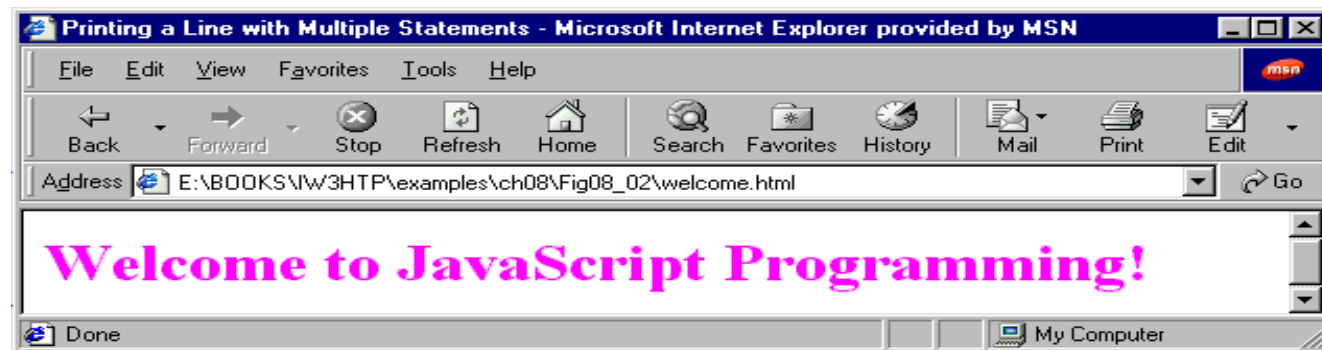 Printing a Line with Multiple Statements - Microsoft Internet Explorer provided by MSN
File Edit View Favorites Tools Help msn
Back Forward Stop Refresh Home Search Favorites History Mail Print Edit
Address E:\BOOKS\IW3HTP\examples\ch08\Fig08_02\welcome.html Go
Welcome to JavaScript Programming!
Done My Computer